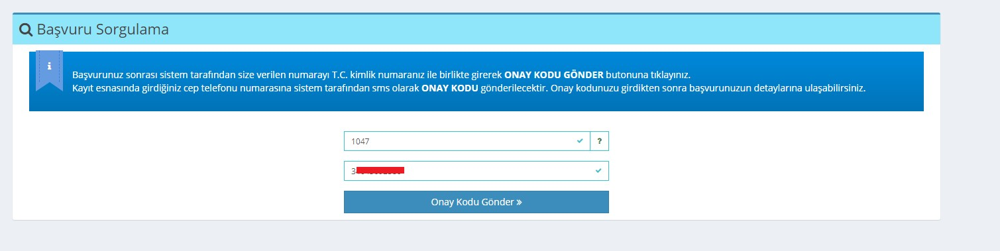 Başvuru Sorgulama
Başvurunuz sonrası sistem tarafından size verilen numarayı T.C. kimlik numaranız ile birlikte girerek ONAY KODU GÖNDER butonuna tıklayınız.
Kayıt esnasında girdiğiniz cep telefonu numarasına sistem tarafından sms olarak ONAY KODU gönderilecektir. Onay kodunuzu girdikten sonra başvurunuzun detaylarına ulaşabilirsiniz.
1047 ?
Onay Kodu Gönder »